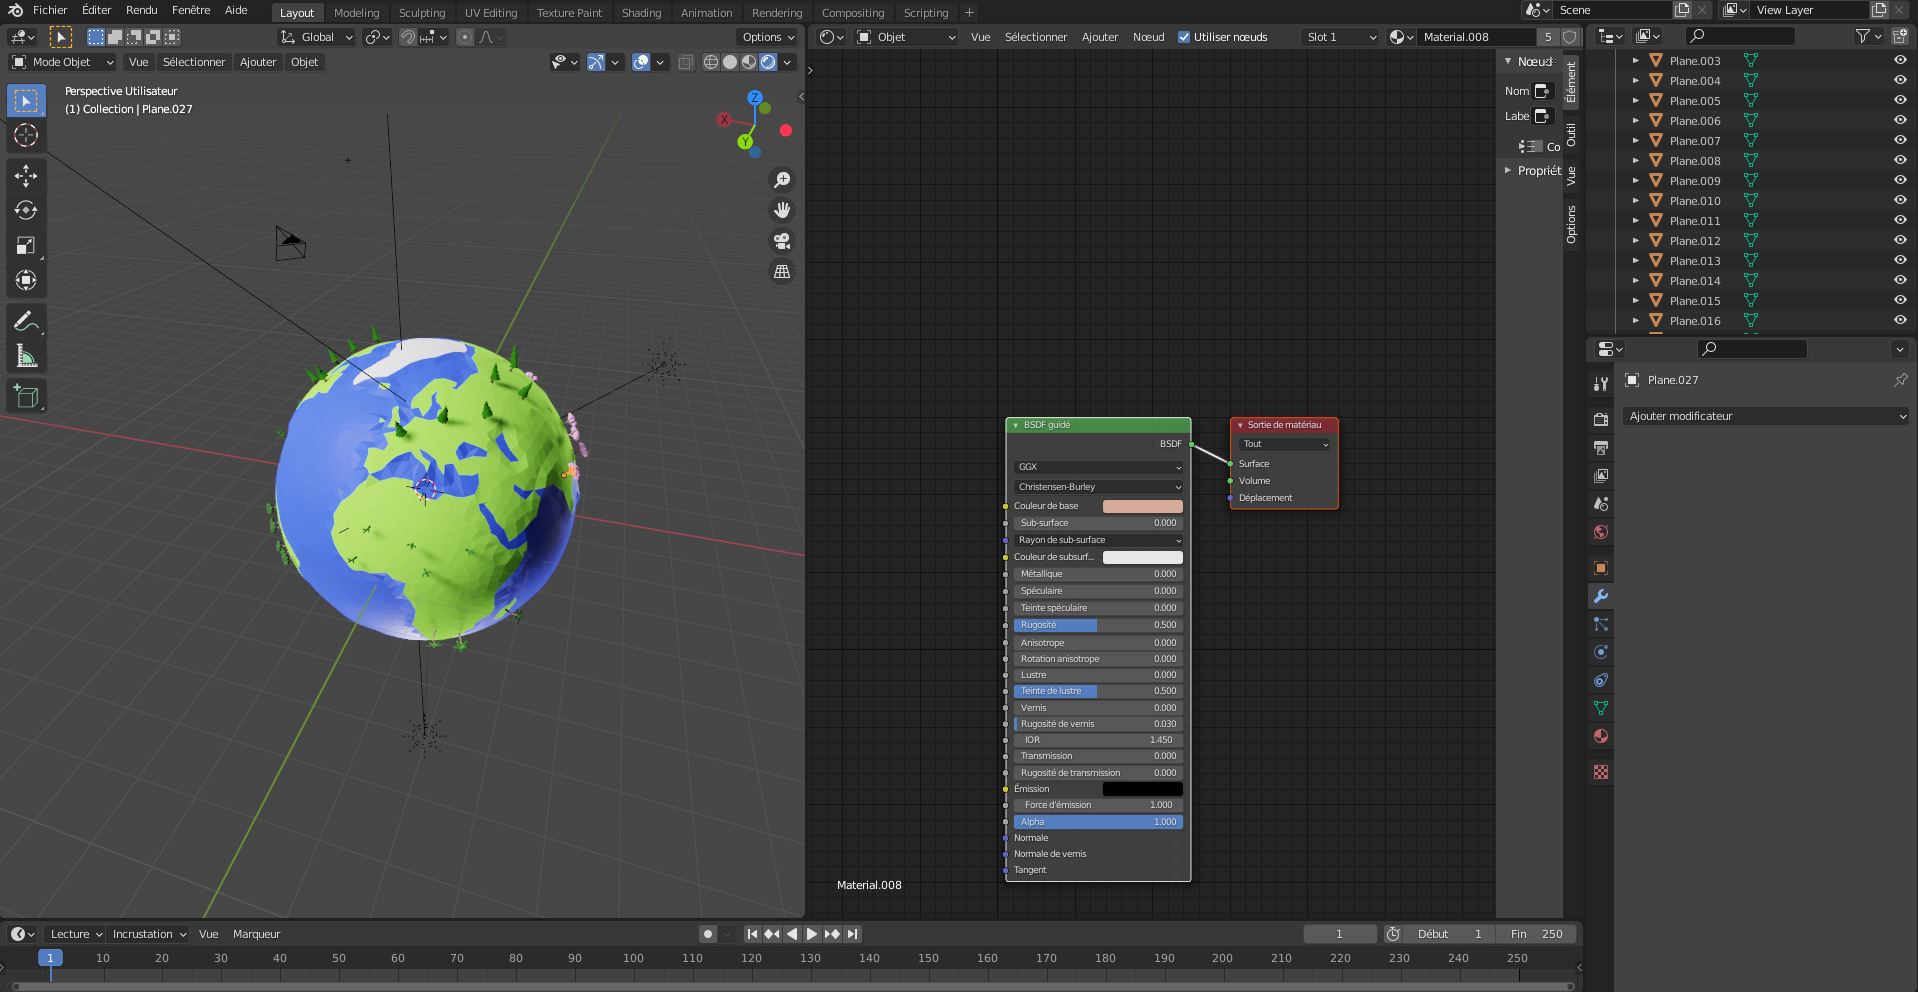 Fichier Éditer Rendu Fenêtre Aide Layout Modeling Sculpting UV Editing Texture Paint Shading Animation Rendering Compositing Scripting + Scene View Layer
Global Options
Mode Objet Vue Sélectionner Ajouter Objet
Perspective Utilisateur
(1) Collection | Plane.027
Z
X
Y
Objet Vue Sélectionner Ajouter Nœud Utiliser nœuds Slot 1 Material.008 5
Nœud
Nom
Labe
Co
Propriét
Élément
Outil
Vue
Options
BSDF guidé
BSDF
GGX
Christensen-Burley
Couleur de base
Sub-surface 0.000
Rayon de sub-surface
Couleur de subsurf...
Métallique 0.000
Spéculaire 0.000
Teinte spéculaire 0.000
Rugosité 0.500
Anisotrope 0.000
Rotation anisotrope 0.000
Lustre 0.000
Teinte de lustre 0.500
Vernis 0.000
Rugosité de vernis 0.030
IOR 1.450
Transmission 0.000
Rugosité de transmission 0.000
Émission
Force d'émission 1.000
Alpha 1.000
Normale
Normale de vernis
Tangent
Sortie de matériau
Tout
Surface
Volume
Déplacement
Material.008
Plane.003
Plane.004
Plane.005
Plane.006
Plane.007
Plane.008
Plane.009
Plane.010
Plane.011
Plane.012
Plane.013
Plane.014
Plane.015
Plane.016
Plane.027
Ajouter modificateur
Lecture Incrustation Vue Marqueur 1 Début 1 Fin 250
1 10 20 30 40 50 60 70 80 90 100 110 120 130 140 150 160 170 180 190 200 210 220 230 240 250